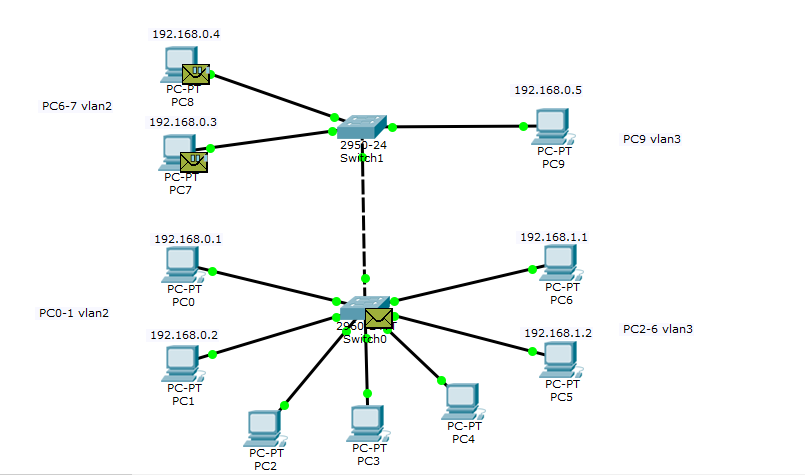 192.168.0.4
PC-PT
PC8
PC6-7 vlan2
192.168.0.3
PC-PT
PC7
2950-24
Switch1
192.168.0.5
PC-PT
PC9
PC9 vlan3
192.168.0.1
PC-PT
PC0
PC0-1 vlan2
192.168.0.2
PC-PT
PC1
Switch0
192.168.1.1
PC-PT
PC6
PC2-6 vlan3
192.168.1.2
PC-PT
PC5
PC-PT
PC4
PC-PT
PC2
PC-PT
PC3